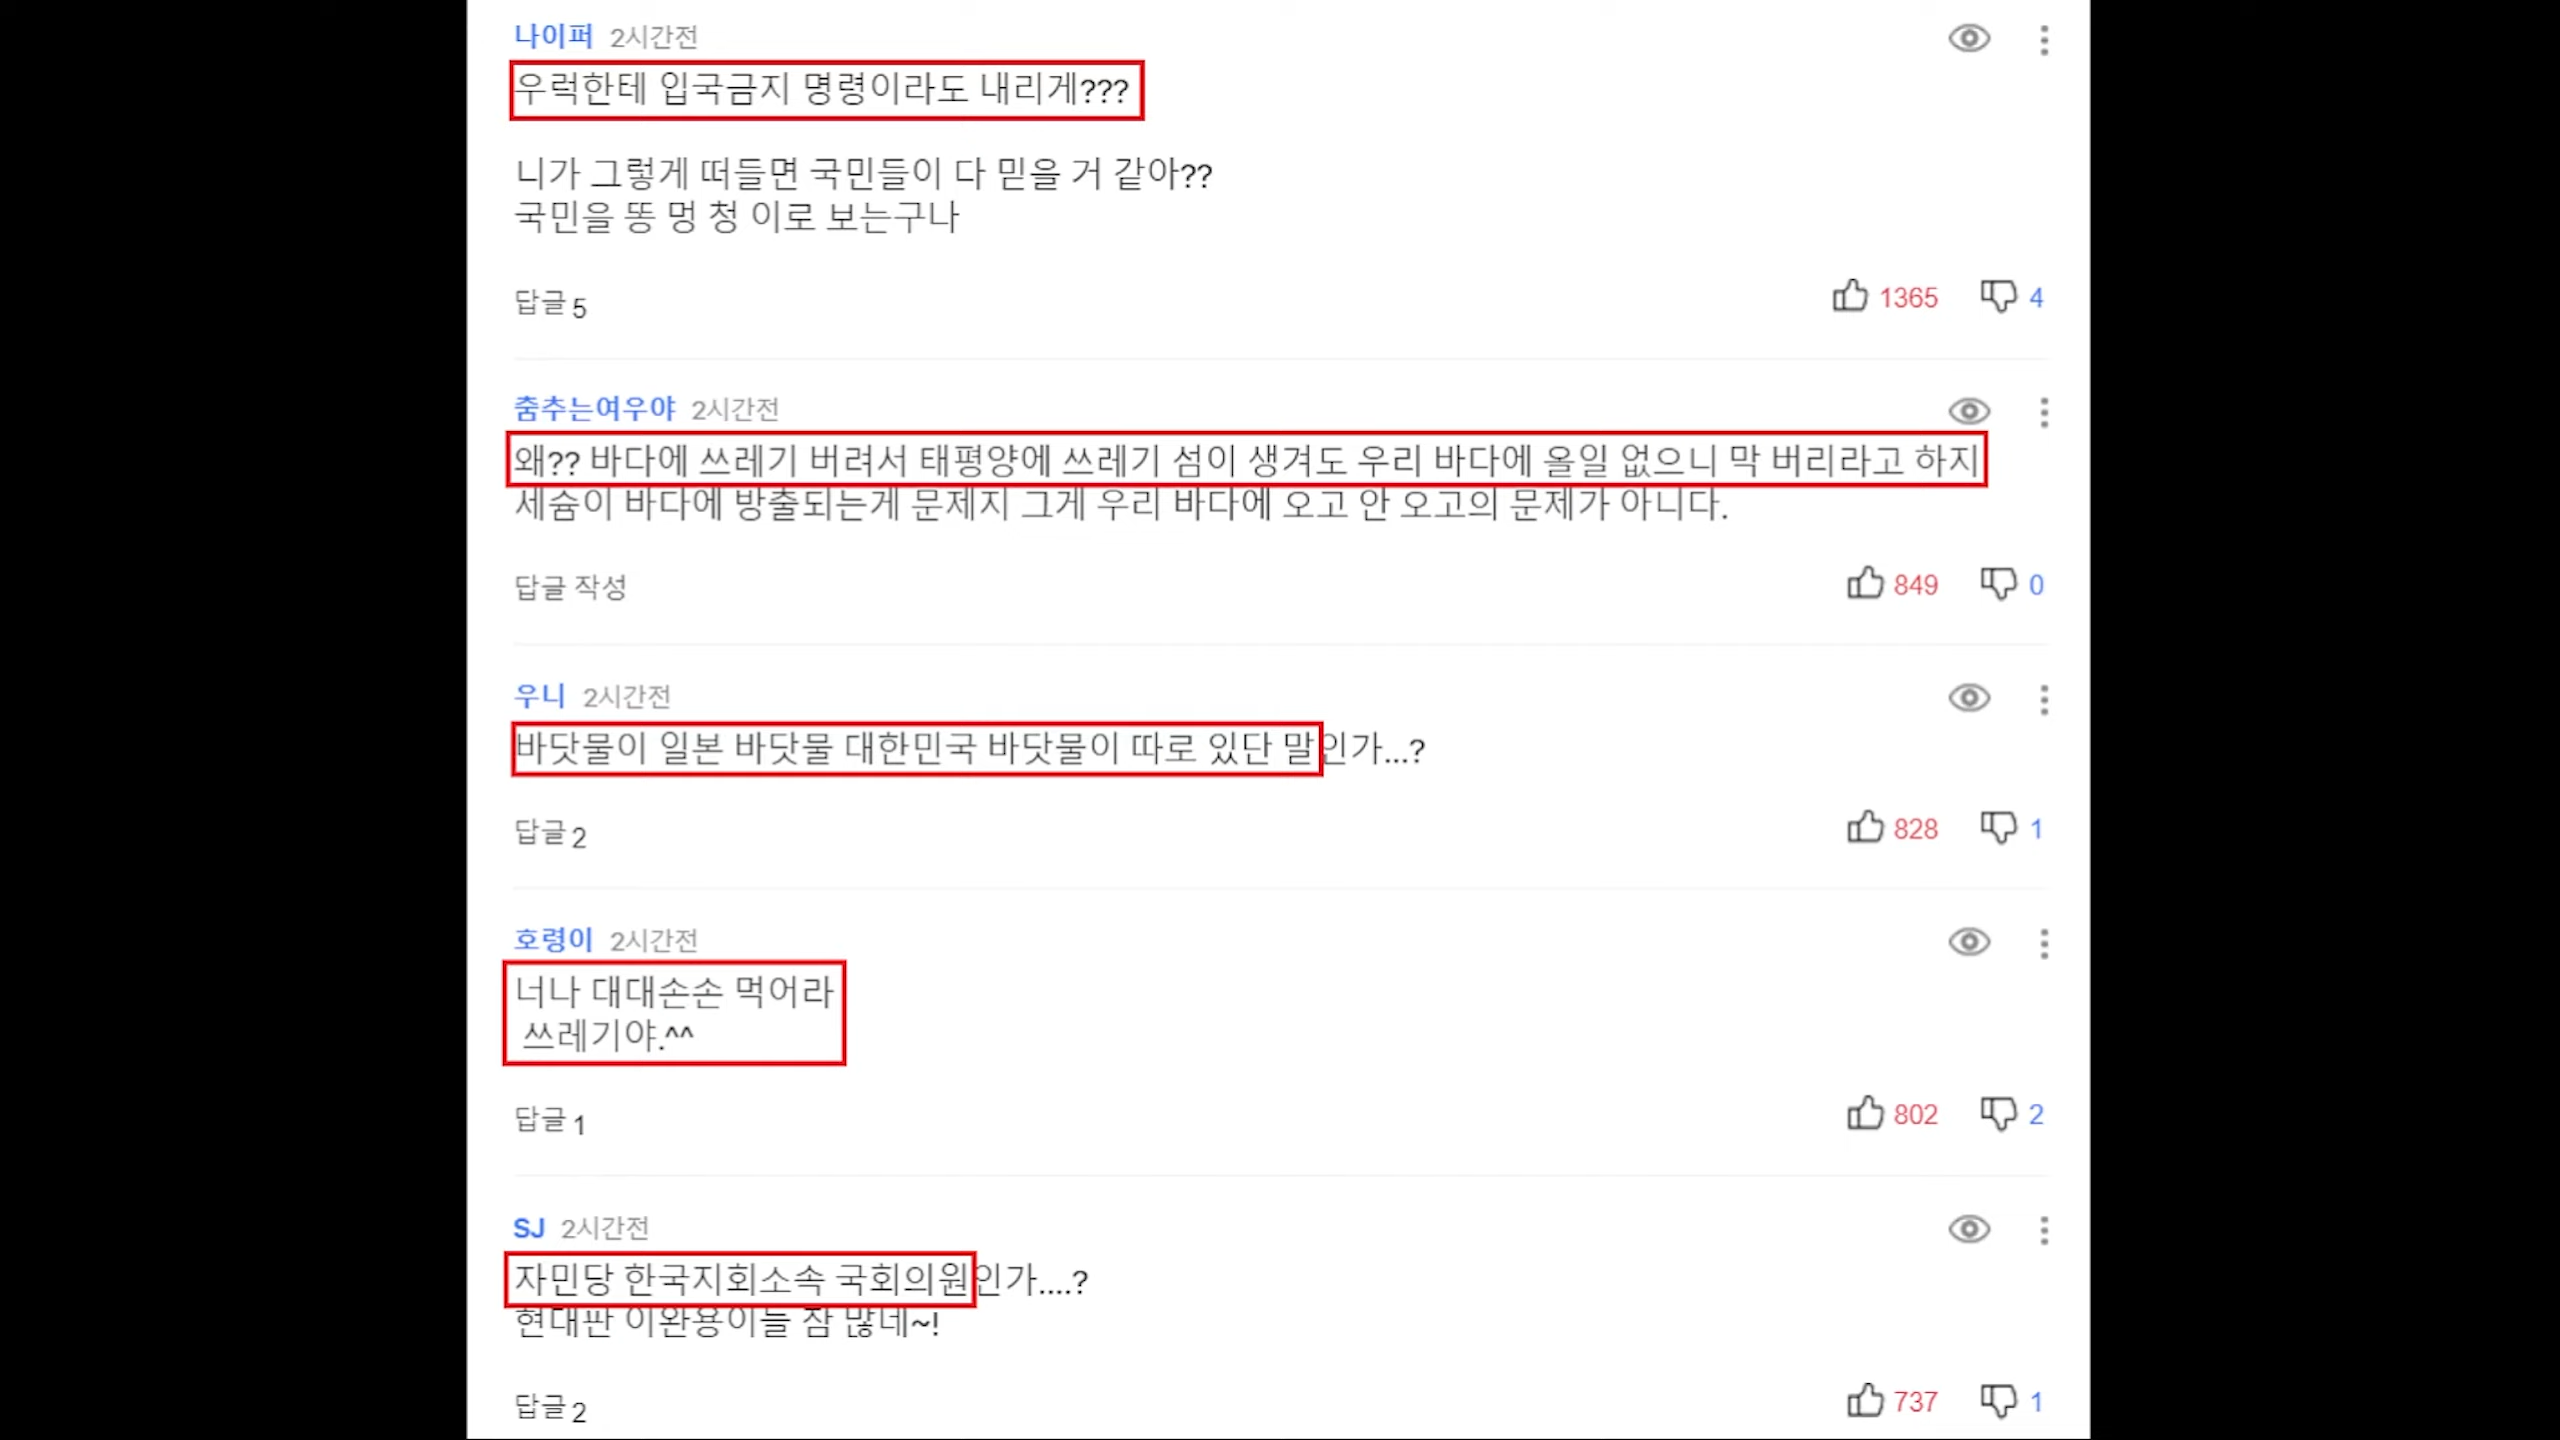 나이퍼 2시간전
우럭한테 입국금지 명령이라도 내리게???
니가 그렇게 떠들면 국민들이 다 믿을 거 같아??
국민을 똥 멍 청 이로 보는구나
답글 5 1365 4
춤추는여우야 2시간전
왜?? 바다에 쓰레기 버려서 태평양에 쓰레기 섬이 생겨도 우리 바다에 올일 없으니 막 버리라고 하지
세슘이 바다에 방출되는게 문제지 그게 우리 바다에 오고 안 오고의 문제가 아니다.
답글 작성 849 0
우니 2시간전
바닷물이 일본 바닷물 대한민국 바닷물이 따로 있단 말인가...?
답글 2 828 1
호령이 2시간전
너나 대대손손 먹어라
쓰레기야.^^
답글 1 802 2
SJ 2시간전
자민당 한국지회소속 국회의원인가....?
현대판 이완용이들 참 많네~!
답글 2 737 1